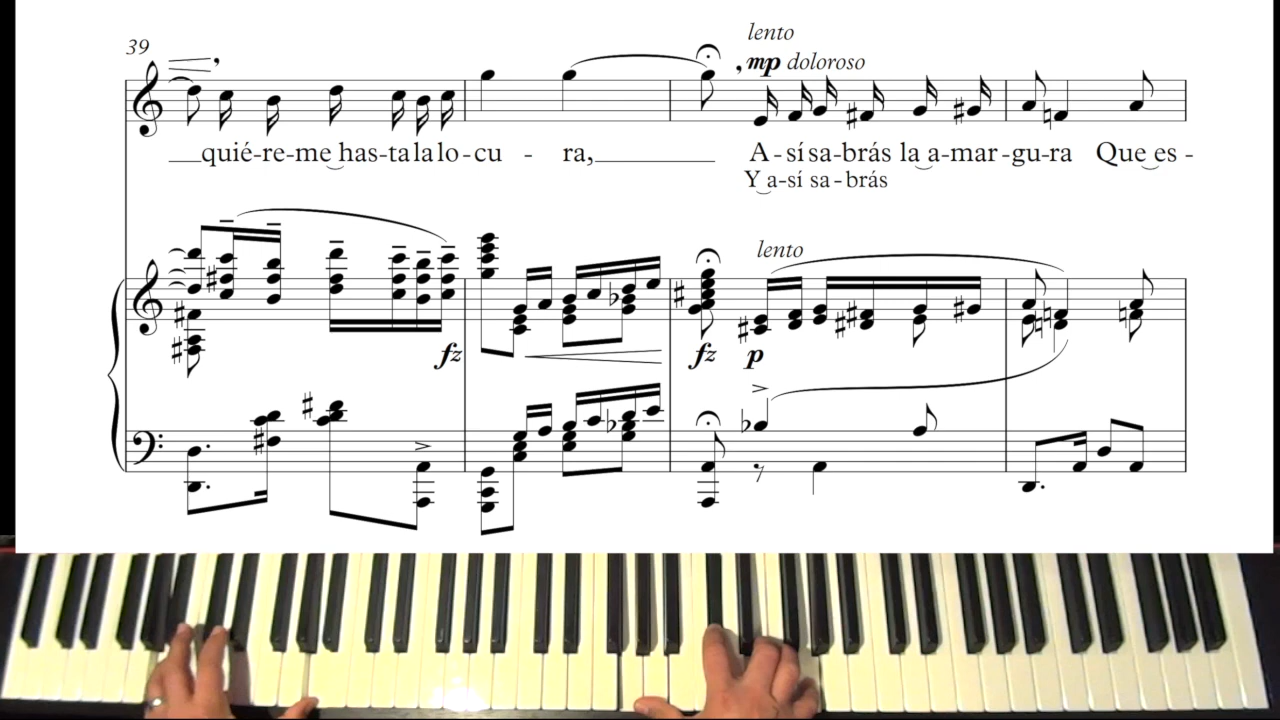 39
lento
, mp doloroso
quié-re-me has-ta la lo-cu - ra, A-sí sa-brás la a-mar-gu-ra Que es -
Y a-sí sa-brás
lento
fz fz p